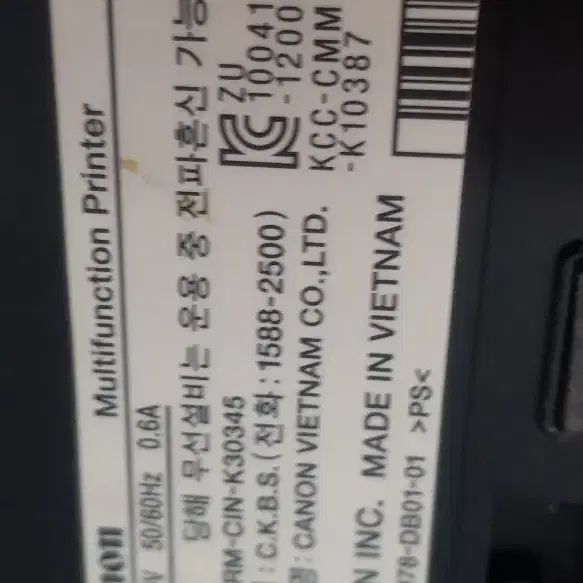 non Multifunction Printer
V 50/60Hz 0.6A
당해 무선설비는 운용 중 전파혼신 가능
RM-CIN-K30345
: C.K.B.S. (전화 : 1588-2500)
명: CANON VIETNAM CO.,LTD.
ZU
10041
-1200
KCC-CMM
-K10387
N INC. MADE IN VIETNAM
78-DB01-01 >PS<